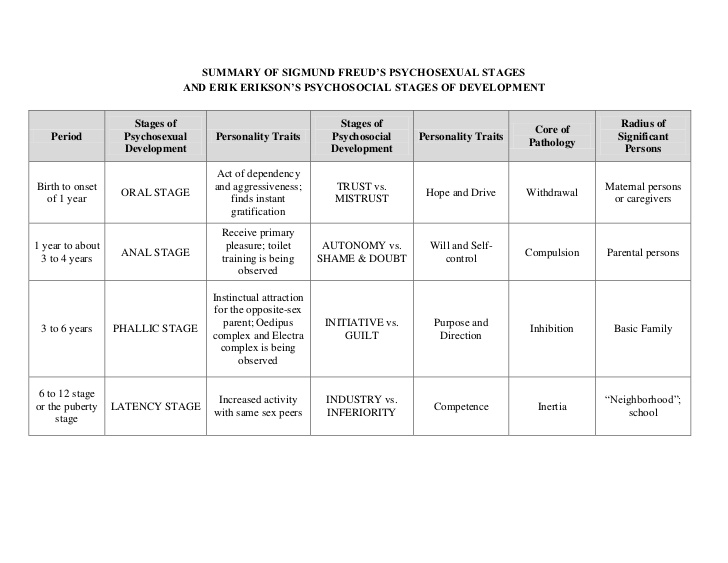 SUMMARY OF SIGMUND FREUD'S PSYCHOSEXUAL STAGES
AND ERIK ERIKSON'S PSYCHOSOCIAL STAGES OF DEVELOPMENT
Period
Stages of
Psychosexual
Development
Personality Traits
Stages of
Psychosocial
Development
Personality Traits
Core of
Pathology
Radius of
Significant
Persons
Birth to onset
of 1 year
ORAL STAGE
Act of dependency
and aggressiveness;
finds instant
gratification
TRUST vs.
MISTRUST
Hope and Drive
Withdrawal
Maternal persons
or caregivers
1 year to about
3 to 4 years
ANAL STAGE
Receive primary
pleasure; toilet
training is being
observed
AUTONOMY vs.
SHAME & DOUBT
Will and Self-
control
Compulsion
Parental persons
3 to 6 years
PHALLIC STAGE
Instinctual attraction
for the opposite-sex
parent; Oedipus
complex and Electra
complex is being
observed
INITIATIVE vs.
GUILT
Purpose and
Direction
Inhibition
Basic Family
6 to 12 stage
or the puberty
stage
LATENCY STAGE
Increased activity
with same sex peers
INDUSTRY vs.
INFERIORITY
Competence
Inertia
“Neighborhood”;
school